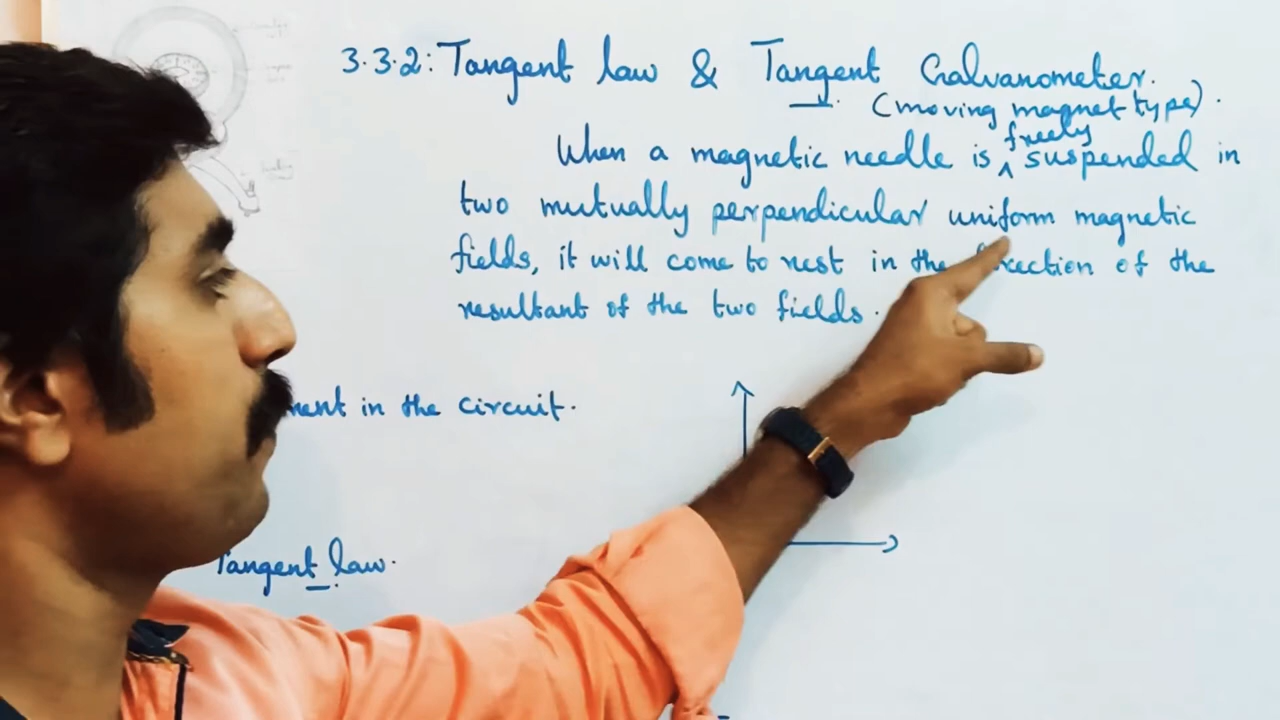 3.3.2: Tangent law & Tangent Galvanometer.
(moving magnet type).
When a magnetic needle is freely suspended in
two mutually perpendicular uniform magnetic
fields, it will come to rest in the direction of the
resultant of the two fields.
in the circuit.
Tangent law.